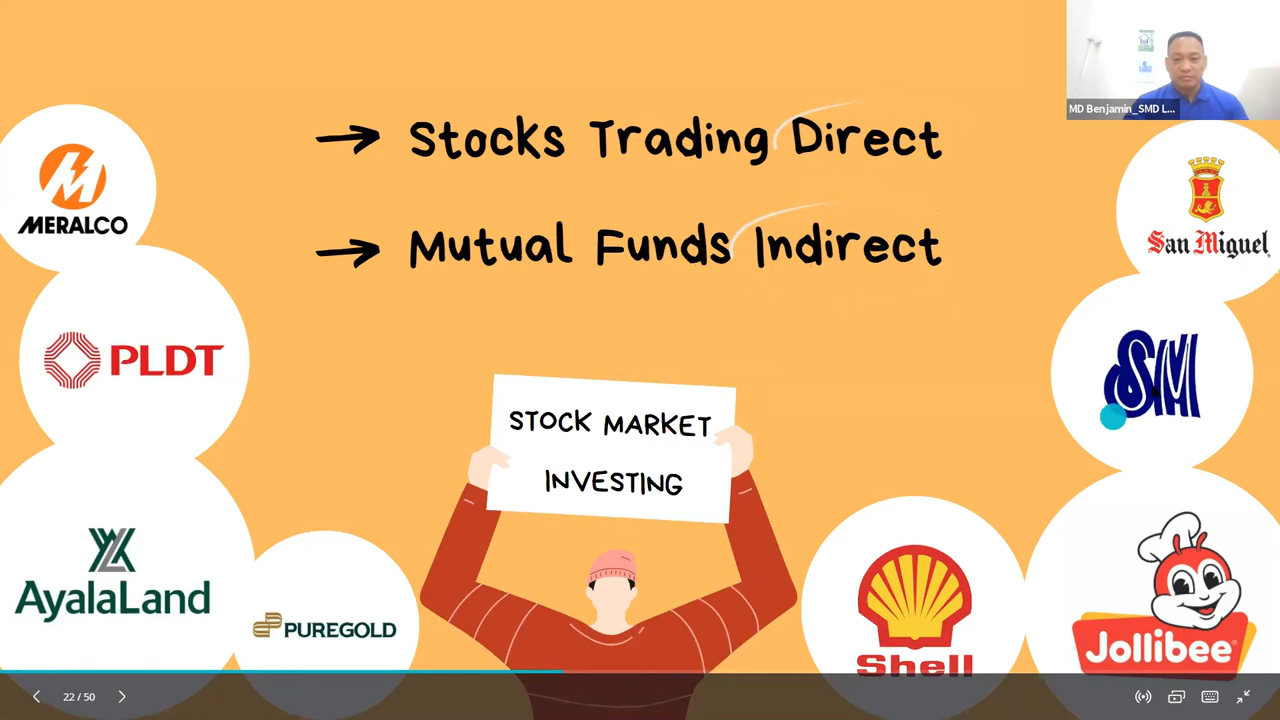 MD Benjamin_SMD L...
→ Stocks Trading Direct
→ Mutual Funds Indirect
MERALCO
San Miguel
PLDT
SM
STOCK MARKET
INVESTING
AyalaLand
PUREGOLD
Shell
Jollibee
22 / 50